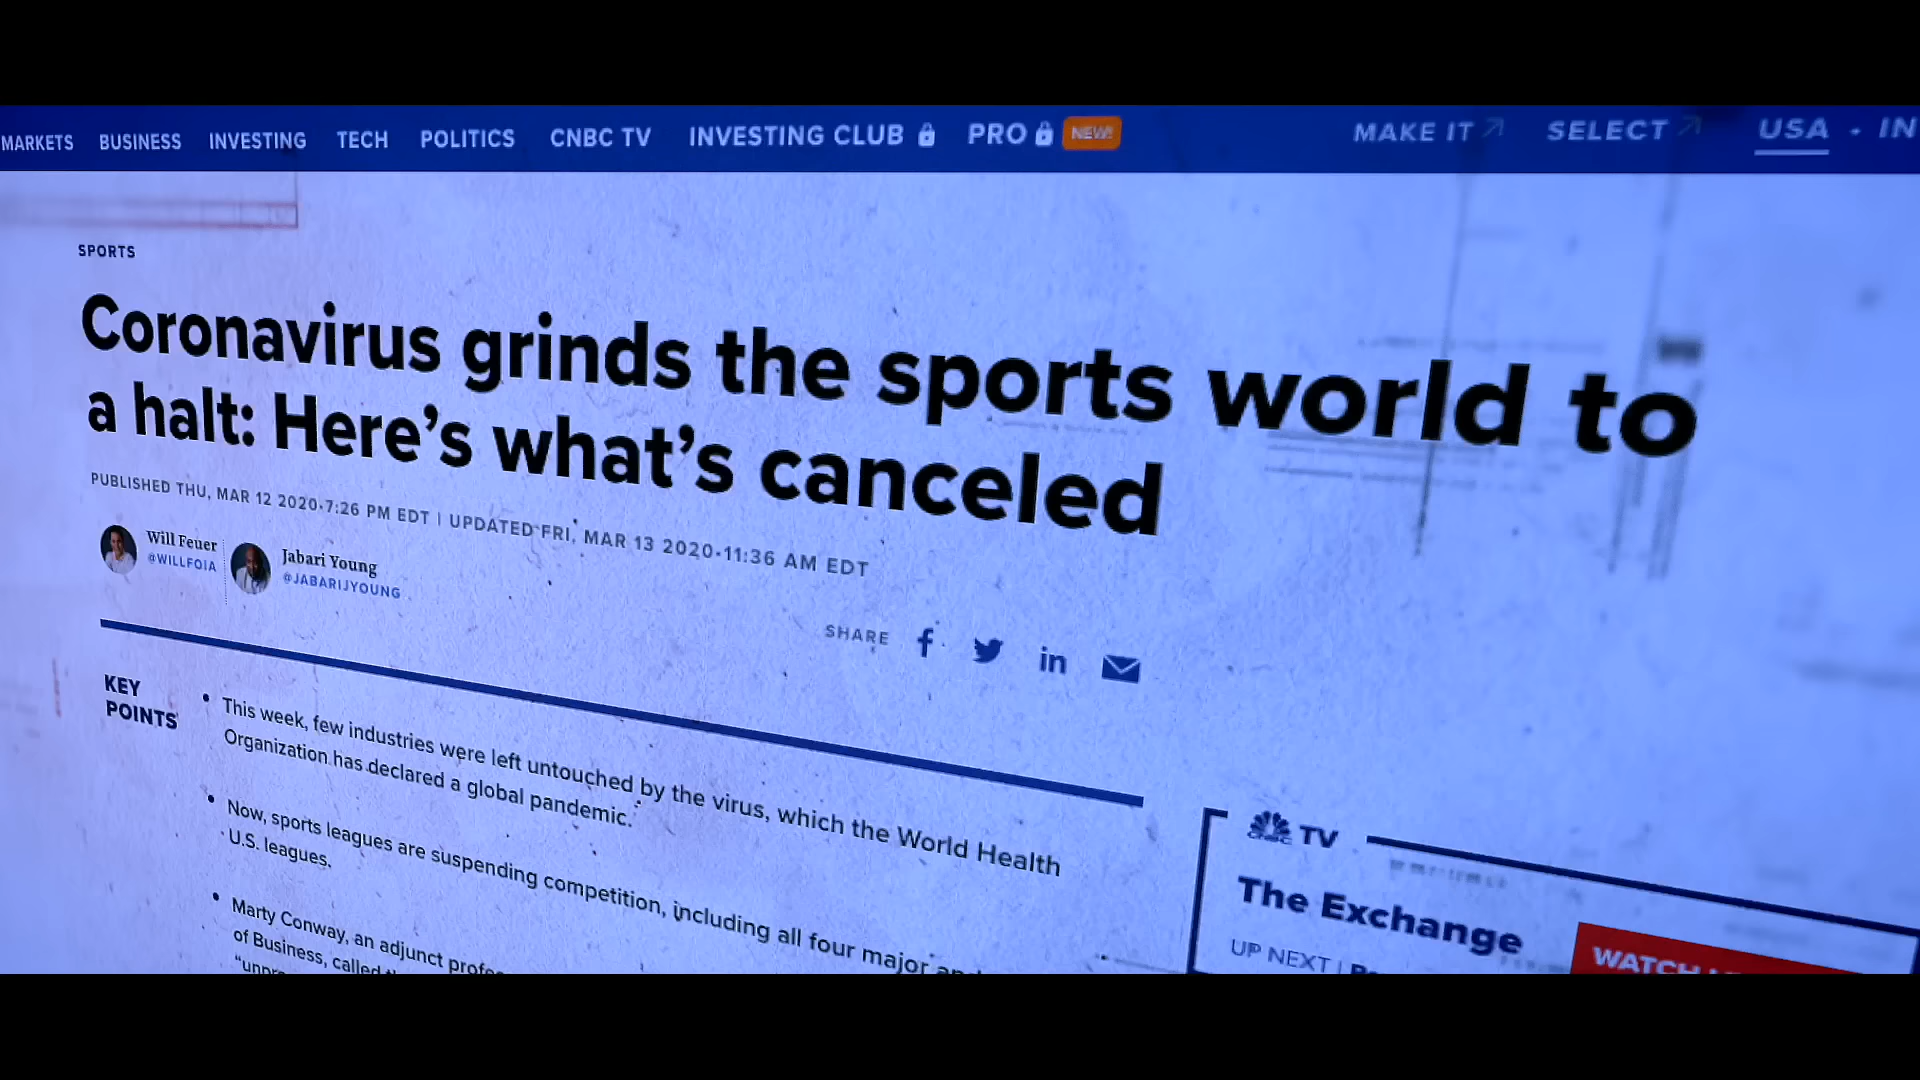 MARKETS BUSINESS INVESTING TECH POLITICS CNBC TV INVESTING CLUB PRO NEW! MAKE IT SELECT USA • IN
SPORTS
Coronavirus grinds the sports world to
a halt: Here’s what’s canceled
PUBLISHED THU, MAR 12 2020•7:26 PM EDT | UPDATED FRI, MAR 13 2020•11:36 AM EDT
Will Feuer
@WILLFOIA
Jabari Young
@JABARIJYOUNG
SHARE
KEY
POINTS
• This week, few industries were left untouched by the virus, which the World Health
Organization has declared a global pandemic.
• Now, sports leagues are suspending competition, including all four major
U.S. leagues.
• Marty Conway, an adjunct
of Business, called
CNBC TV
The Exchange
UP NEXT |
WATCH